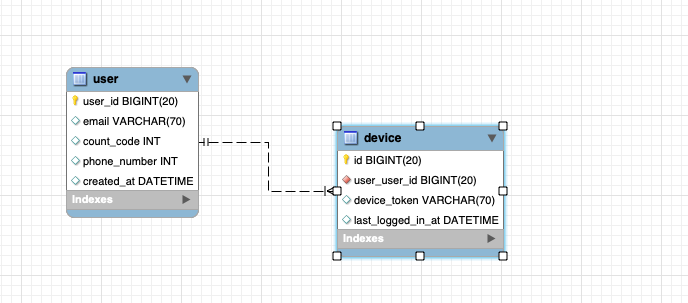 user
user_id BIGINT(20)
email VARCHAR(70)
count_code INT
phone_number INT
created_at DATETIME
Indexes
device
id BIGINT(20)
user_user_id BIGINT(20)
device_token VARCHAR(70)
last_logged_in_at DATETIME
Indexes